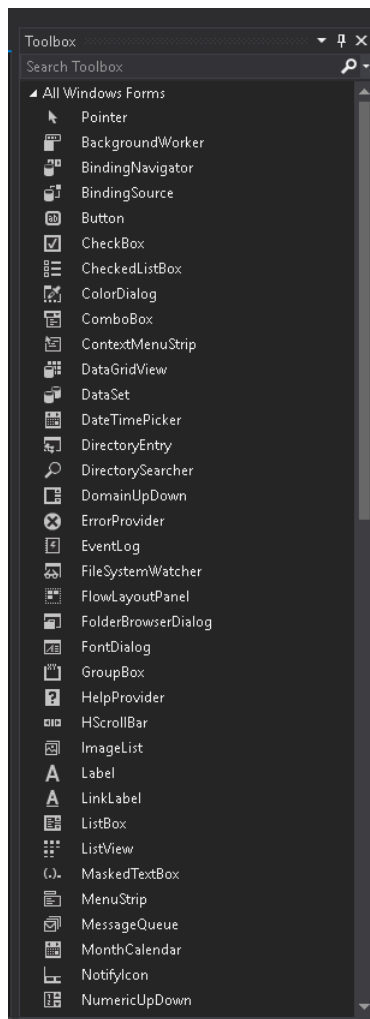 Toolbox
Search Toolbox
All Windows Forms
Pointer
BackgroundWorker
BindingNavigator
BindingSource
Button
CheckBox
CheckedListBox
ColorDialog
ComboBox
ContextMenuStrip
DataGridView
DataSet
DateTimePicker
DirectoryEntry
DirectorySearcher
DomainUpDown
ErrorProvider
EventLog
FileSystemWatcher
FlowLayoutPanel
FolderBrowserDialog
FontDialog
GroupBox
HelpProvider
HScrollBar
ImageList
Label
LinkLabel
ListBox
ListView
MaskedTextBox
MenuStrip
MessageQueue
MonthCalendar
NotifyIcon
NumericUpDown